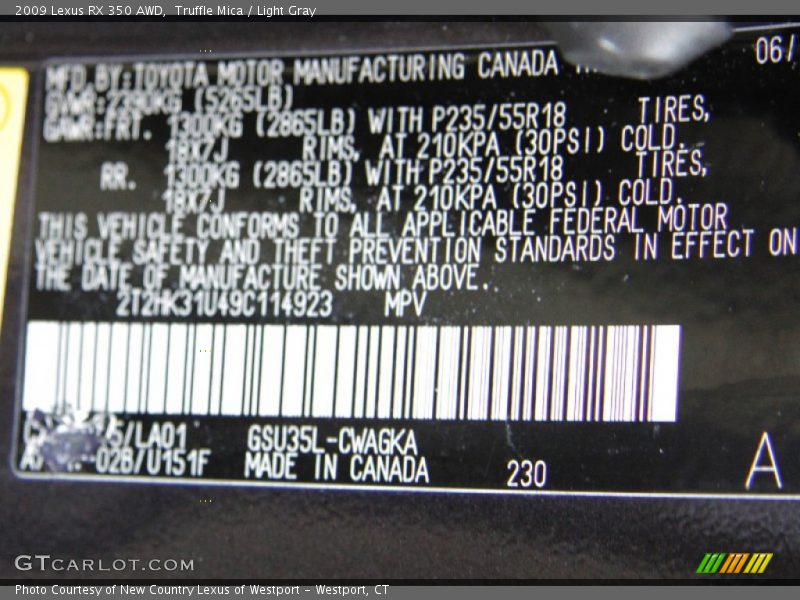 2009 Lexus RX 350 AWD, Truffle Mica / Light Gray
MFD BY:TOYOTA MOTOR MANUFACTURING CANADA 06/
GVWR:2390KG (5265LB)
GAWR:FRT. 1300KG (2865LB) WITH P235/55R18 TIRES,
18X7J RIMS, AT 210KPA (30PSI) COLD.
RR. 1300KG (2865LB) WITH P235/55R18 TIRES,
18X7J RIMS, AT 210KPA (30PSI) COLD.
THIS VEHICLE CONFORMS TO ALL APPLICABLE FEDERAL MOTOR
VEHICLE SAFETY AND THEFT PREVENTION STANDARDS IN EFFECT ON
THE DATE OF MANUFACTURE SHOWN ABOVE.
2T2HK31U49C114923 MPV
/LA01 GSU35L-CWAGKA
-02B/U151F MADE IN CANADA 230 A
GTCARLOT.COM
Photo Courtesy of New Country Lexus of Westport - Westport, CT